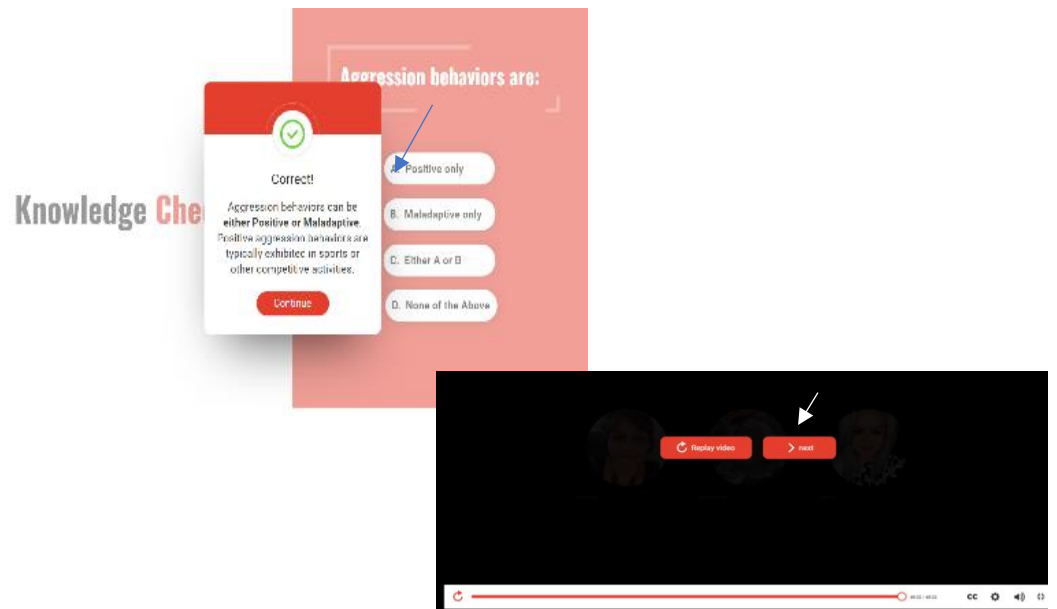 Aggression behaviors are:
Knowledge Che
Correct!
Aggression behaviors can be
either Positive or Maladaptive.
Positive aggression behaviors are
typically exhibited in sports or
other competitive activities.
Continue
A. Positive only
B. Maladaptive only
C. Either A or B
D. None of the Above
Replay video
next
CC